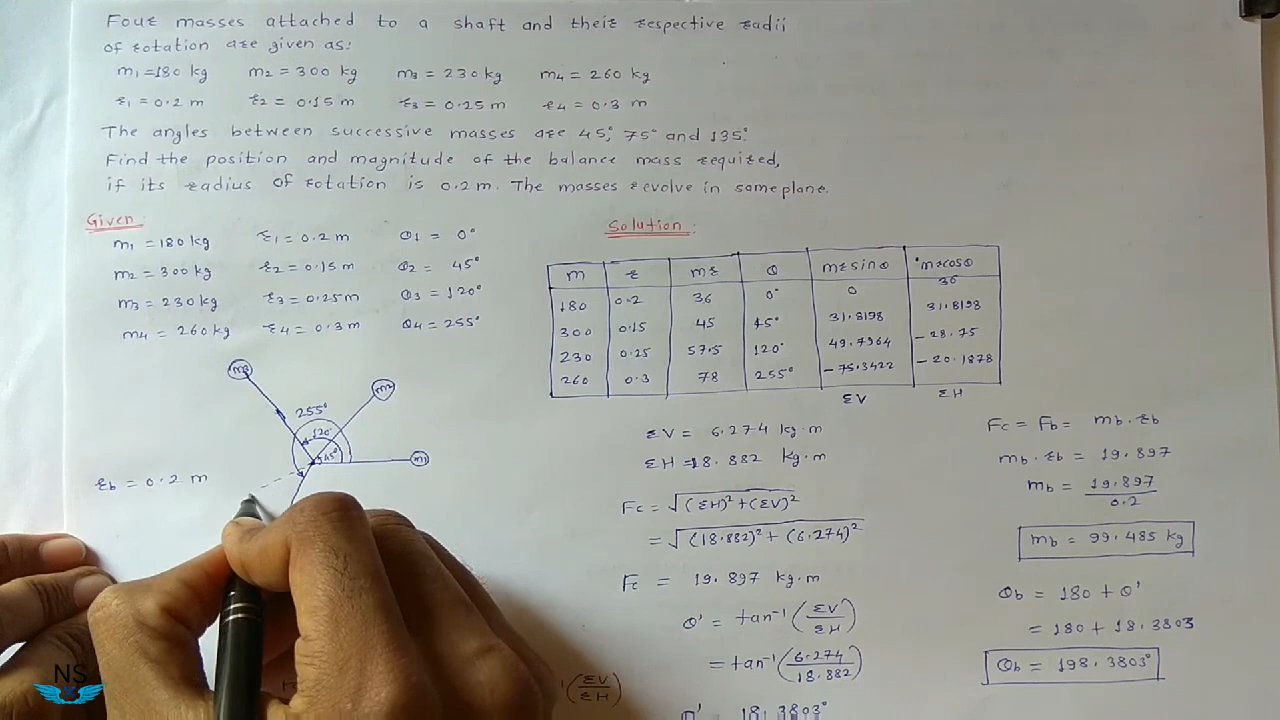 Four masses attached to a shaft and their respective radii
of rotation are given as:
m1 = 180 kg m2 = 300 kg m3 = 230 kg m4 = 260 kg
r1 = 0.2 m r2 = 0.15 m r3 = 0.25 m r4 = 0.3 m
The angles between successive masses are 45°, 75° and 135°.
Find the position and magnitude of the balance mass required,
if its radius of rotation is 0.2 m. The masses revolve in same plane.
Given:
m1 = 180 kg r1 = 0.2 m θ1 = 0°
m2 = 300 kg r2 = 0.15 m θ2 = 45°
m3 = 230 kg r3 = 0.25 m θ3 = 120°
m4 = 260 kg r4 = 0.3 m θ4 = 255°
m3
m2
255°
120°
45°
m1
rb = 0.2 m
Solution:
m r mr θ mr sinθ mr cosθ
180 0.2 36 0° 0 36
300 0.15 45 45° 31.8198 31.8198
230 0.25 57.5 120° 49.7964 -28.75
260 0.3 78 255° -75.3422 -20.1878
ΣV ΣH
ΣV = 6.274 kg.m
ΣH = 18.882 kg.m
Fc = √(ΣH)² + (ΣV)²
= √(18.882)² + (6.274)²
Fc = 19.897 kg.m
θ' = tan⁻¹(ΣV/ΣH)
= tan⁻¹(6.274/18.882)
θ' = 18.3803°
Fc = Fb = mb . rb
mb . rb = 19.897
mb = 19.897/0.2
mb = 99.485 kg
θb = 180 + θ'
= 180 + 18.3803
θb = 198.3803°
(ΣV/ΣH)
NS